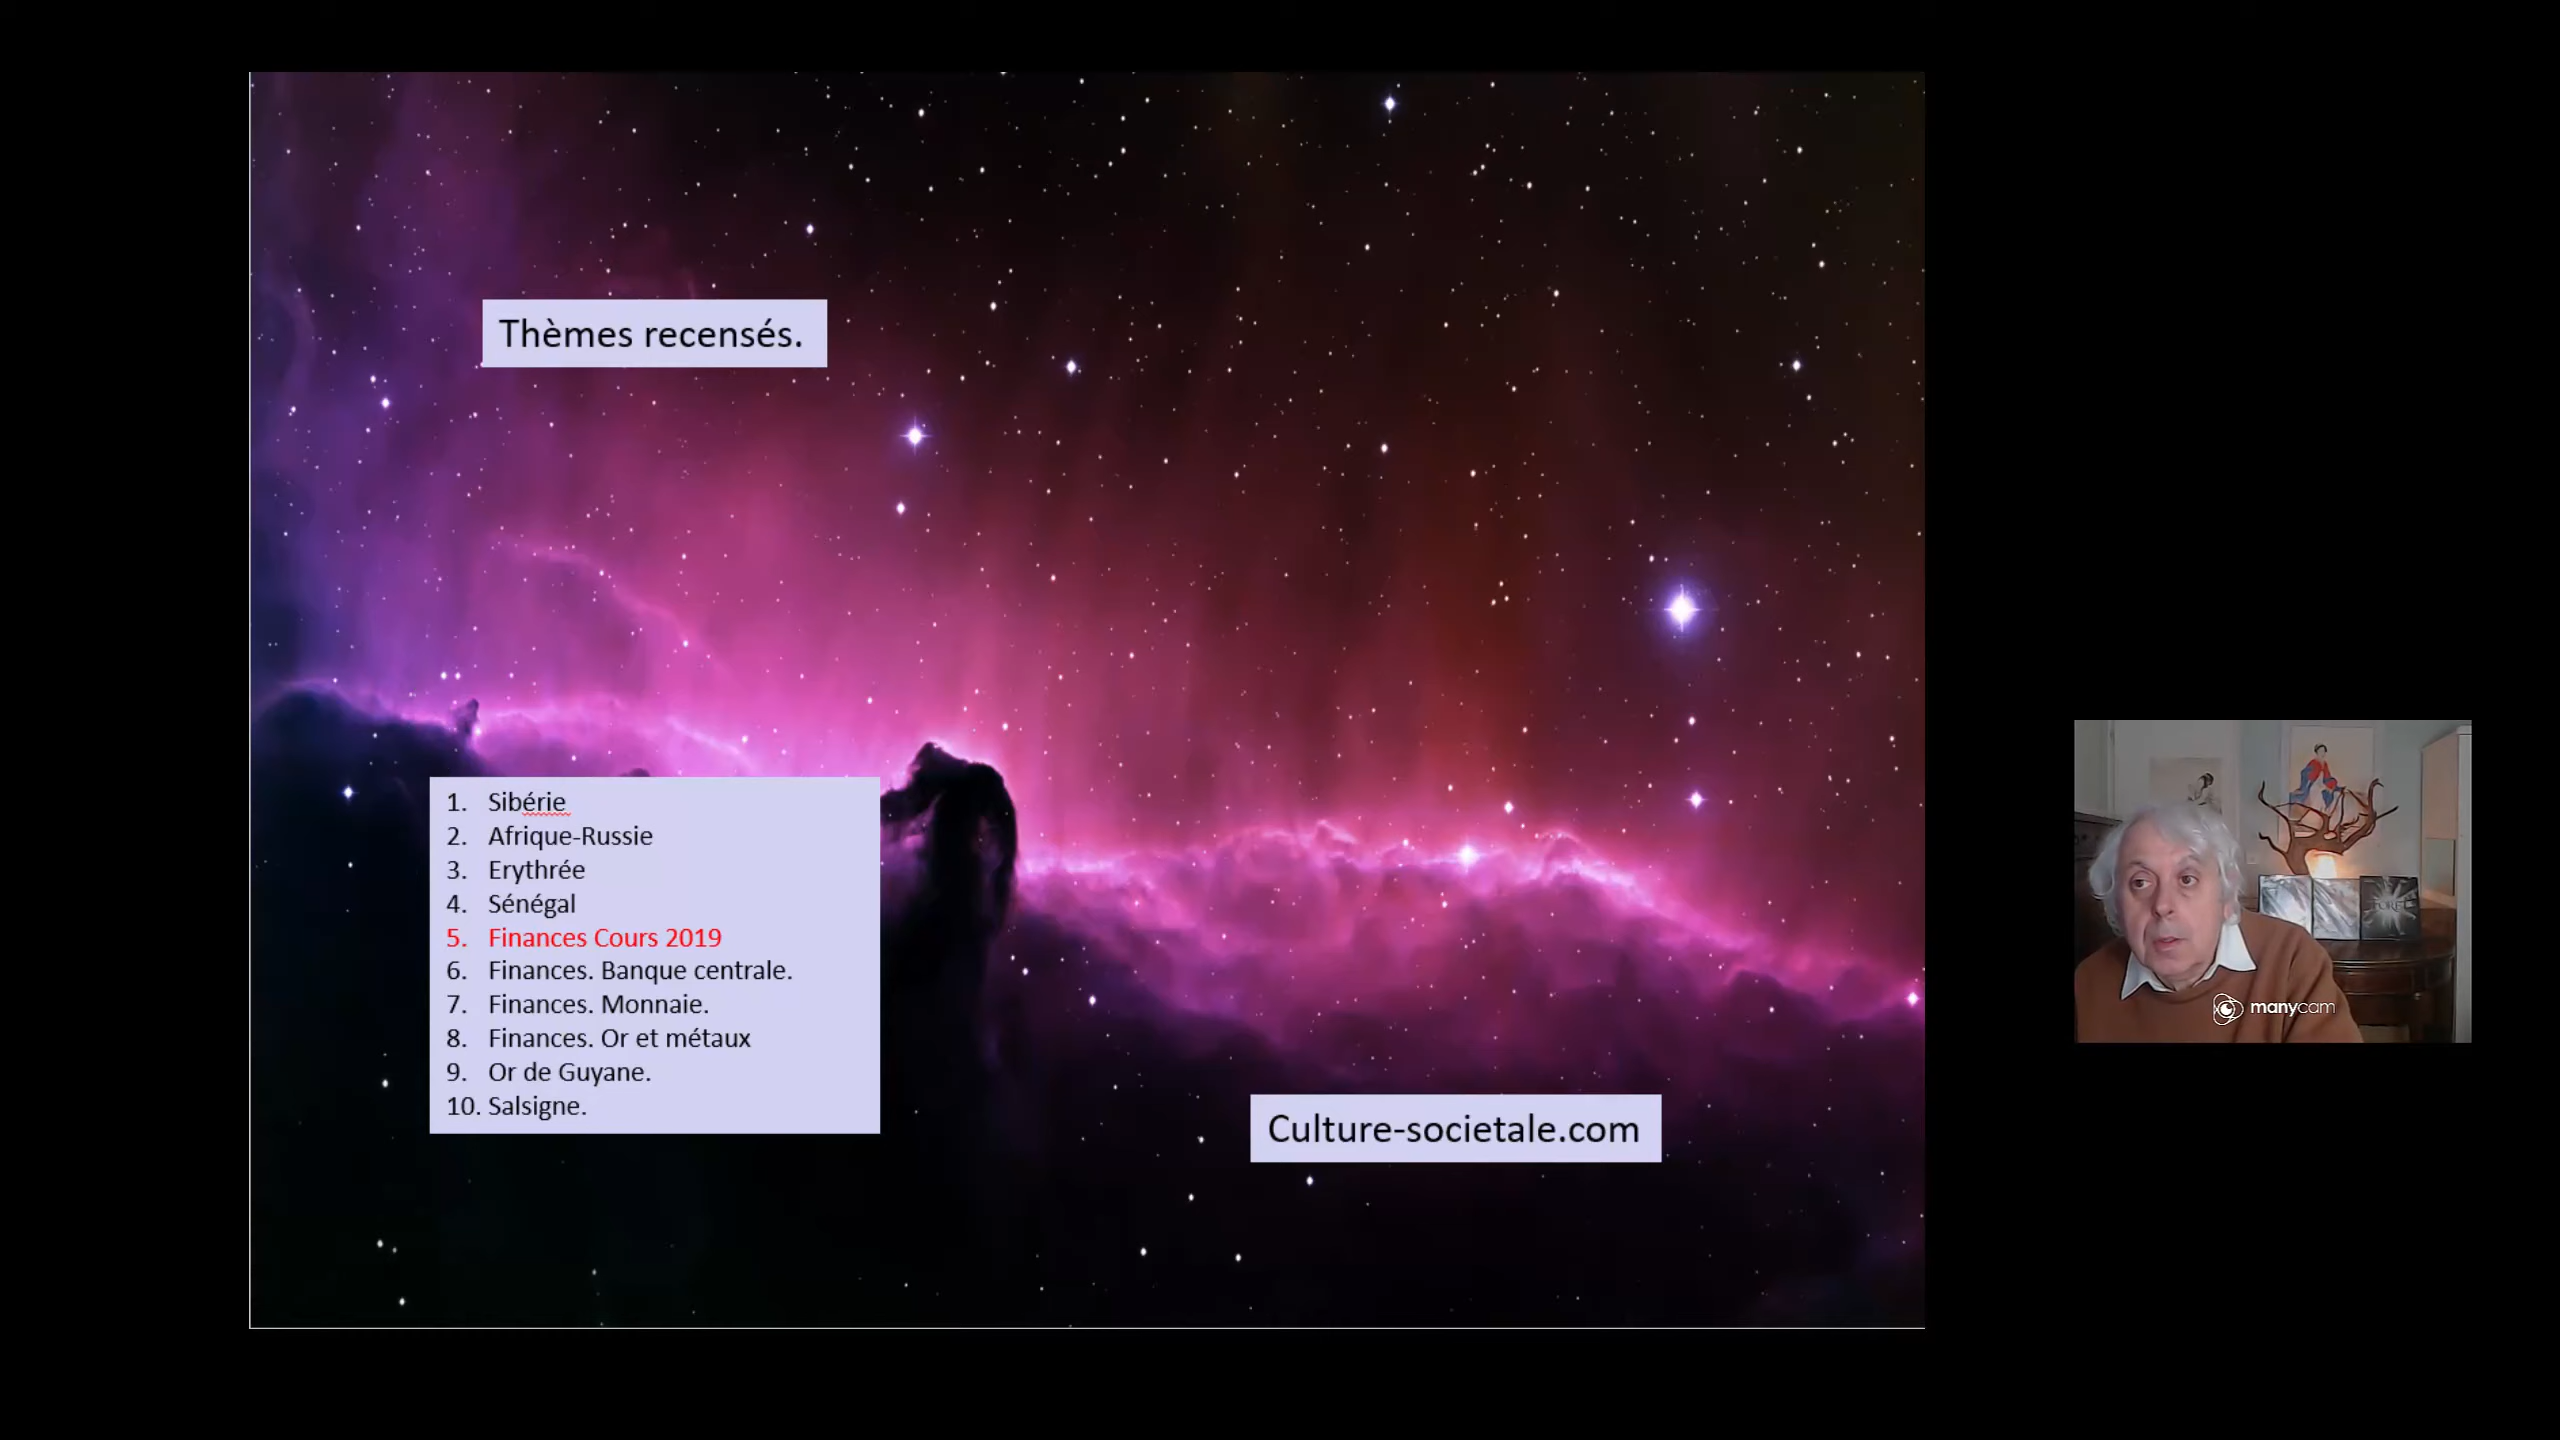 Thèmes recensés.
1. Sibérie
2. Afrique-Russie
3. Erythrée
4. Sénégal
5. Finances Cours 2019
6. Finances. Banque centrale.
7. Finances. Monnaie.
8. Finances. Or et métaux
9. Or de Guyane.
10. Salsigne.
Culture-societale.com
manycam